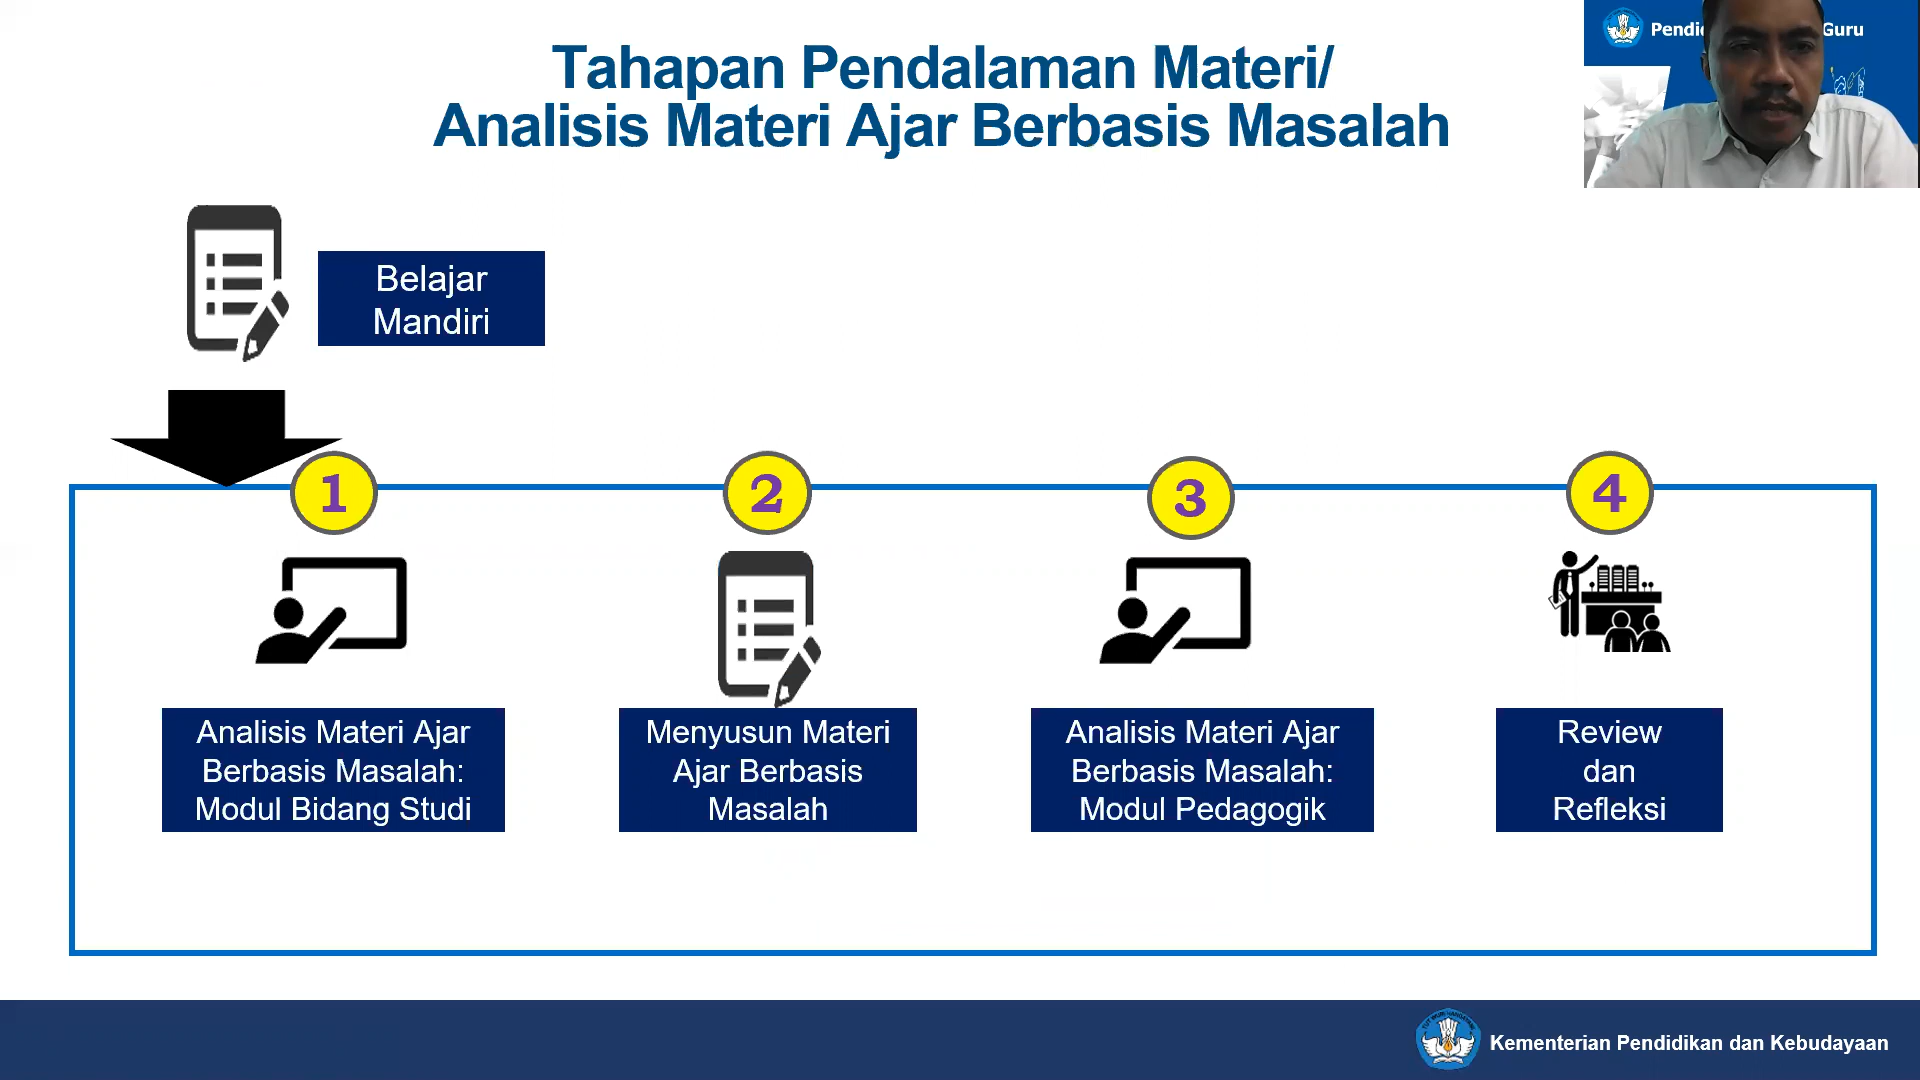 Tahapan Pendalaman Materi/
Analisis Materi Ajar Berbasis Masalah
Guru
Belajar
Mandiri
1
2
3
4
Analisis Materi Ajar
Berbasis Masalah:
Modul Bidang Studi
Menyusun Materi
Ajar Berbasis
Masalah
Analisis Materi Ajar
Berbasis Masalah:
Modul Pedagogik
Review
dan
Refleksi
Kementerian Pendidikan dan Kebudayaan